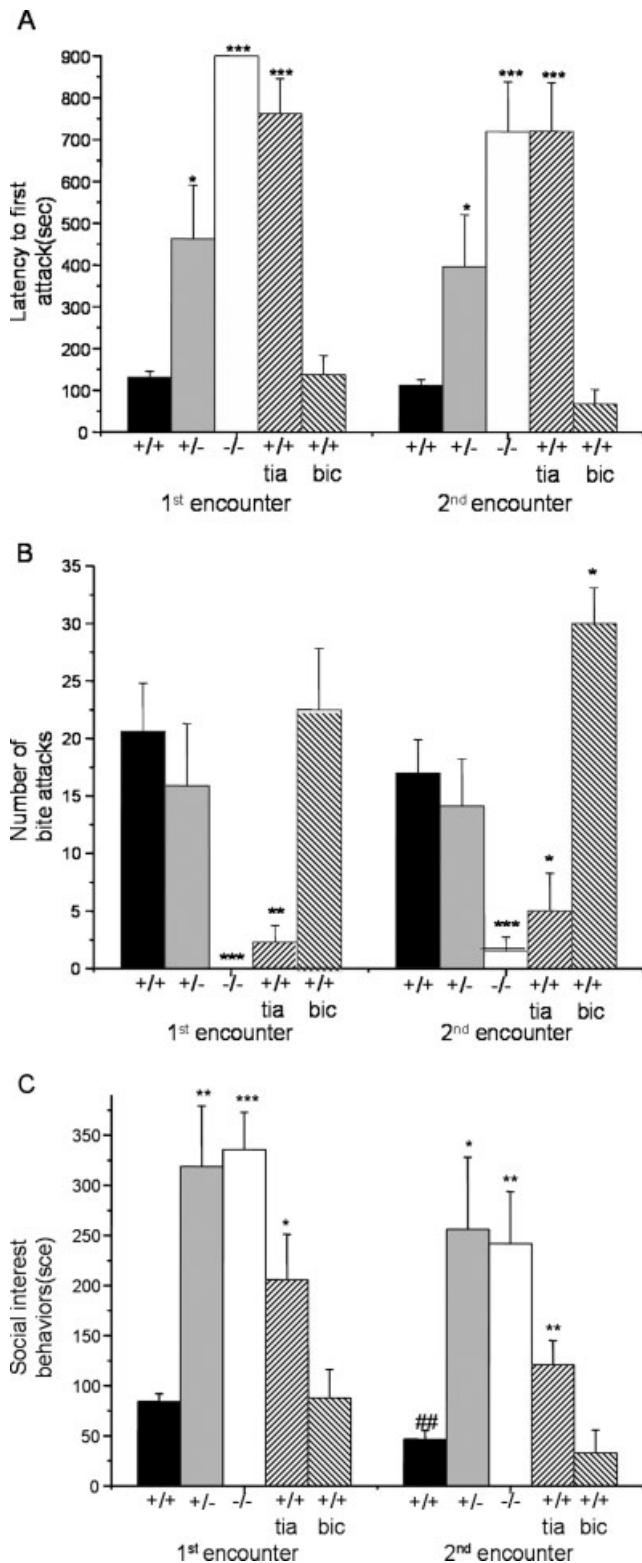 A
***
900
***
***
***
800
700
600
*
*
500
400
300
200
100
0
Latency to first
attack(sec)
+/+ +/- -/- +/+ +/+ +/+ +/- -/- +/+ +/+
tia bic tia bic
1st encounter 2nd encounter
B
35
*
30
25
20
15
10
*
**
5
***
***
0
Number of
bite attacks
+/+ +/- -/- +/+ +/+ +/+ +/- -/- +/+ +/+
tia bic tia bic
1st encounter 2nd encounter
C
** ***
350
*
**
300
250
*
200
**
150
100
##
50
0
Social interest
behaviors(sce)
+/+ +/- -/- +/+ +/+ +/+ +/- -/- +/+ +/+
tia bic tia bic
1st encounter 2nd encounter